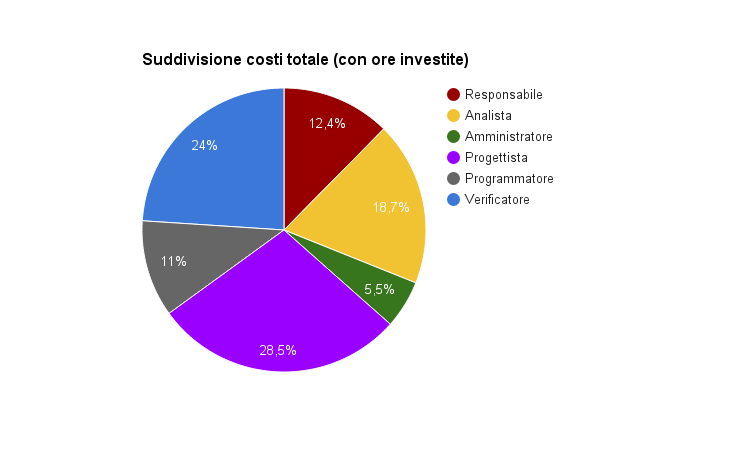 Suddivisione costi totale (con ore investite)
Responsabile
Analista
Amministratore
Progettista
Programmatore
Verificatore
12,4%
18,7%
5,5%
28,5%
11%
24%